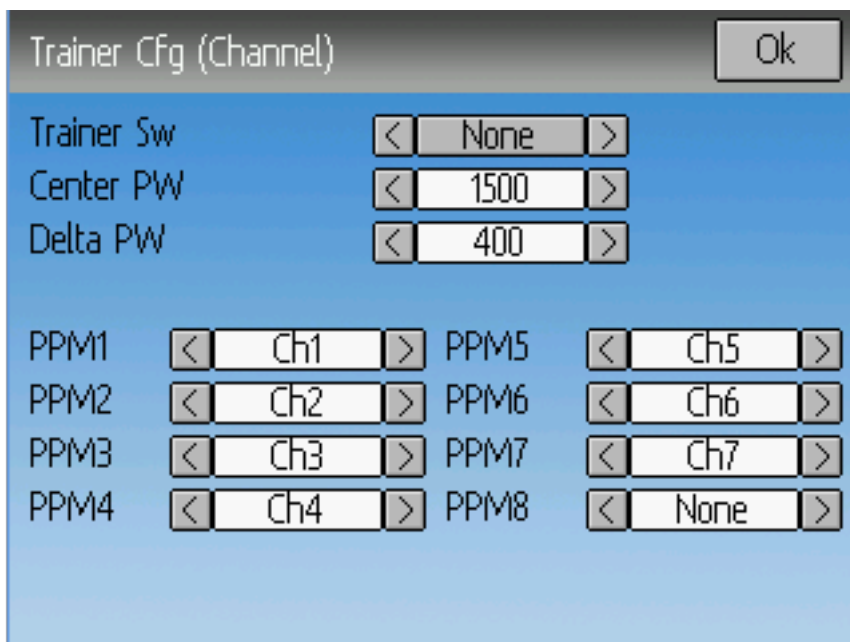 Trainer Cfg (Channel) Ok
Trainer Sw < None >
Center PW < 1500 >
Delta PW < 400 >
PPM1 < Ch1 > PPM5 < Ch5 >
PPM2 < Ch2 > PPM6 < Ch6 >
PPM3 < Ch3 > PPM7 < Ch7 >
PPM4 < Ch4 > PPM8 < None >